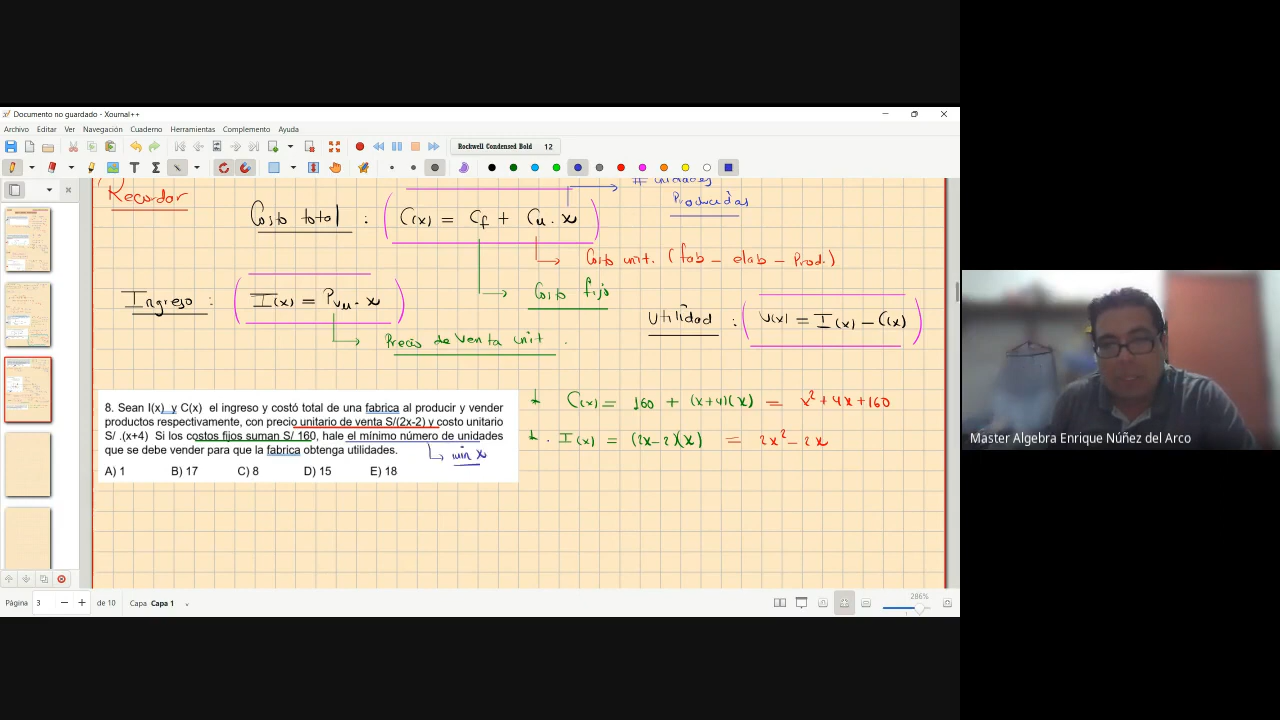 Documento no guardado - Xournal++
Archivo Editar Ver Navegación Cuaderno Herramientas Complemento Ayuda
Rockwell Condensed Bold 12
Recordar
# unidades
Producidas
Costo total : C(x) = Cf + Cu . x
Costo unit. (fab - elab - Prod.)
Costo fijo
Ingreso : I(x) = Pvu . x
Precio de Venta unit.
Utilidad : U(x) = I(x) - C(x)
8. Sean I(x) y C(x) el ingreso y costó total de una fabrica al producir y vender
productos respectivamente, con precio unitario de venta S/(2x-2) y costo unitario
S/ .(x+4) Si los costos fijos suman S/ 160, hale el mínimo número de unidades
que se debe vender para que la fabrica obtenga utilidades.
min x
A) 1 B) 17 C) 8 D) 15 E) 18
C(x) = 160 + (x+4)(x) = x² + 4x + 160
I(x) = (2x-2)(x) = 2x² - 2x
Master Algebra Enrique Núñez del Arco
Página 3 de 10 Capa Capa 1
286%